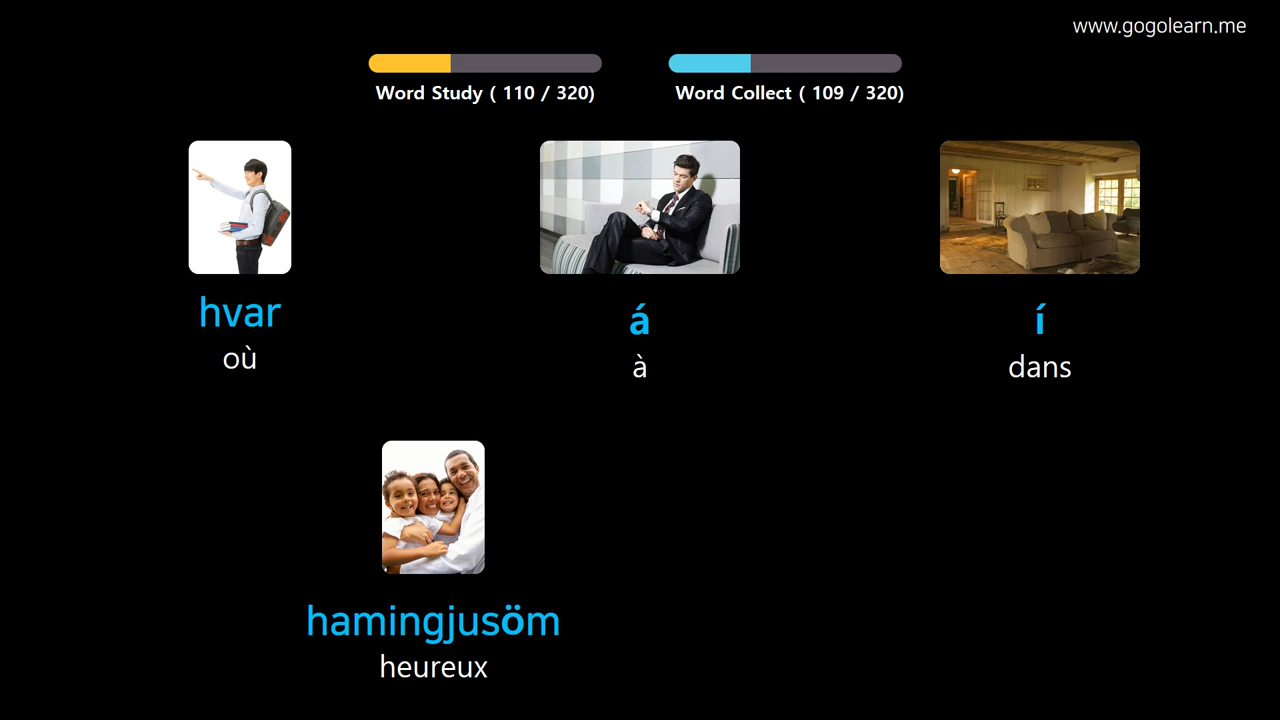 www.gogolearn.me
Word Study ( 110 / 320)
Word Collect ( 109 / 320)
hvar
où
á
à
í
dans
hamingjusöm
heureux